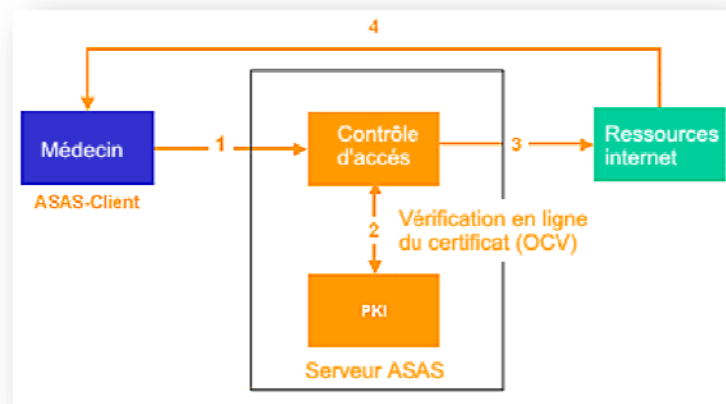 4
Médecin
1
Contrôle
d'accés
3
Ressources
internet
ASAS-Client
2
Vérification en ligne
du certificat (OCV)
PKI
Serveur ASAS